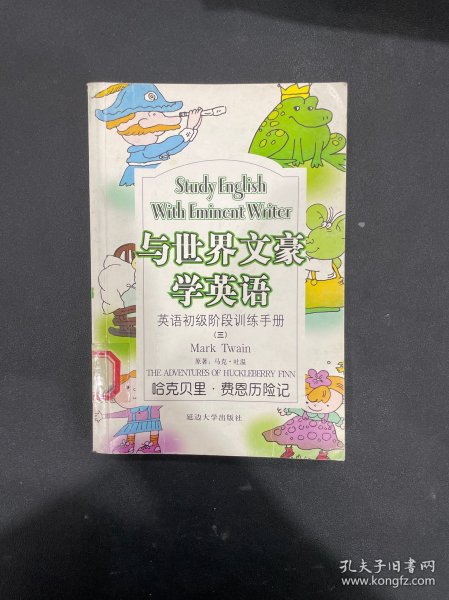 Study English
With Eminent Writer
与世界文豪
学英语
英语初级阶段训练手册
(三)
Mark Twain
原著:马克·吐温
THE ADVENTURES OF HUCKLEBERRY FINN
哈克贝里·费恩历险记
延边大学出版社
孔夫子旧书网
www.kongfz.com